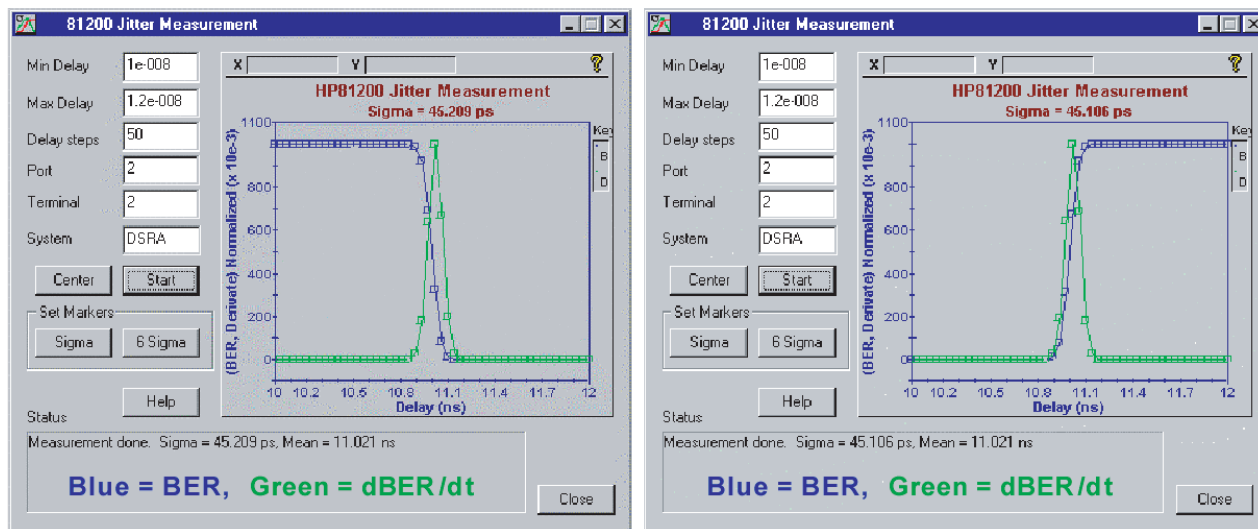 81200 Jitter Measurement
Min Delay 1e-008
Max Delay 1.2e-008
Delay steps 50
Port 2
Terminal 2
System DSRA
Center Start
Set Markers
Sigma 6 Sigma
Help
X Y ?
HP81200 Jitter Measurement
Sigma = 45.209 ps
(BER, Derivate) Normalized (x 10e-3)
1100
800
600
400
200
0
10 10.2 10.5 10.8 11.1 11.4 11.7 12
Delay (ns)
Key
B
D
Status
Measurement done. Sigma = 45.209 ps, Mean = 11.021 ns
Blue = BER, Green = dBER/dt
Close
81200 Jitter Measurement
Min Delay 1e-008
Max Delay 1.2e-008
Delay steps 50
Port 2
Terminal 2
System DSRA
Center Start
Set Markers
Sigma 6 Sigma
Help
X Y ?
HP81200 Jitter Measurement
Sigma = 45.106 ps
(BER, Derivate) Normalized (x 10e-3)
1100
800
600
400
200
0
10 10.2 10.5 10.8 11.1 11.4 11.7 12
Delay (ns)
Key
B
D
Status
Measurement done. Sigma = 45.106 ps, Mean = 11.021 ns
Blue = BER, Green = dBER/dt
Close